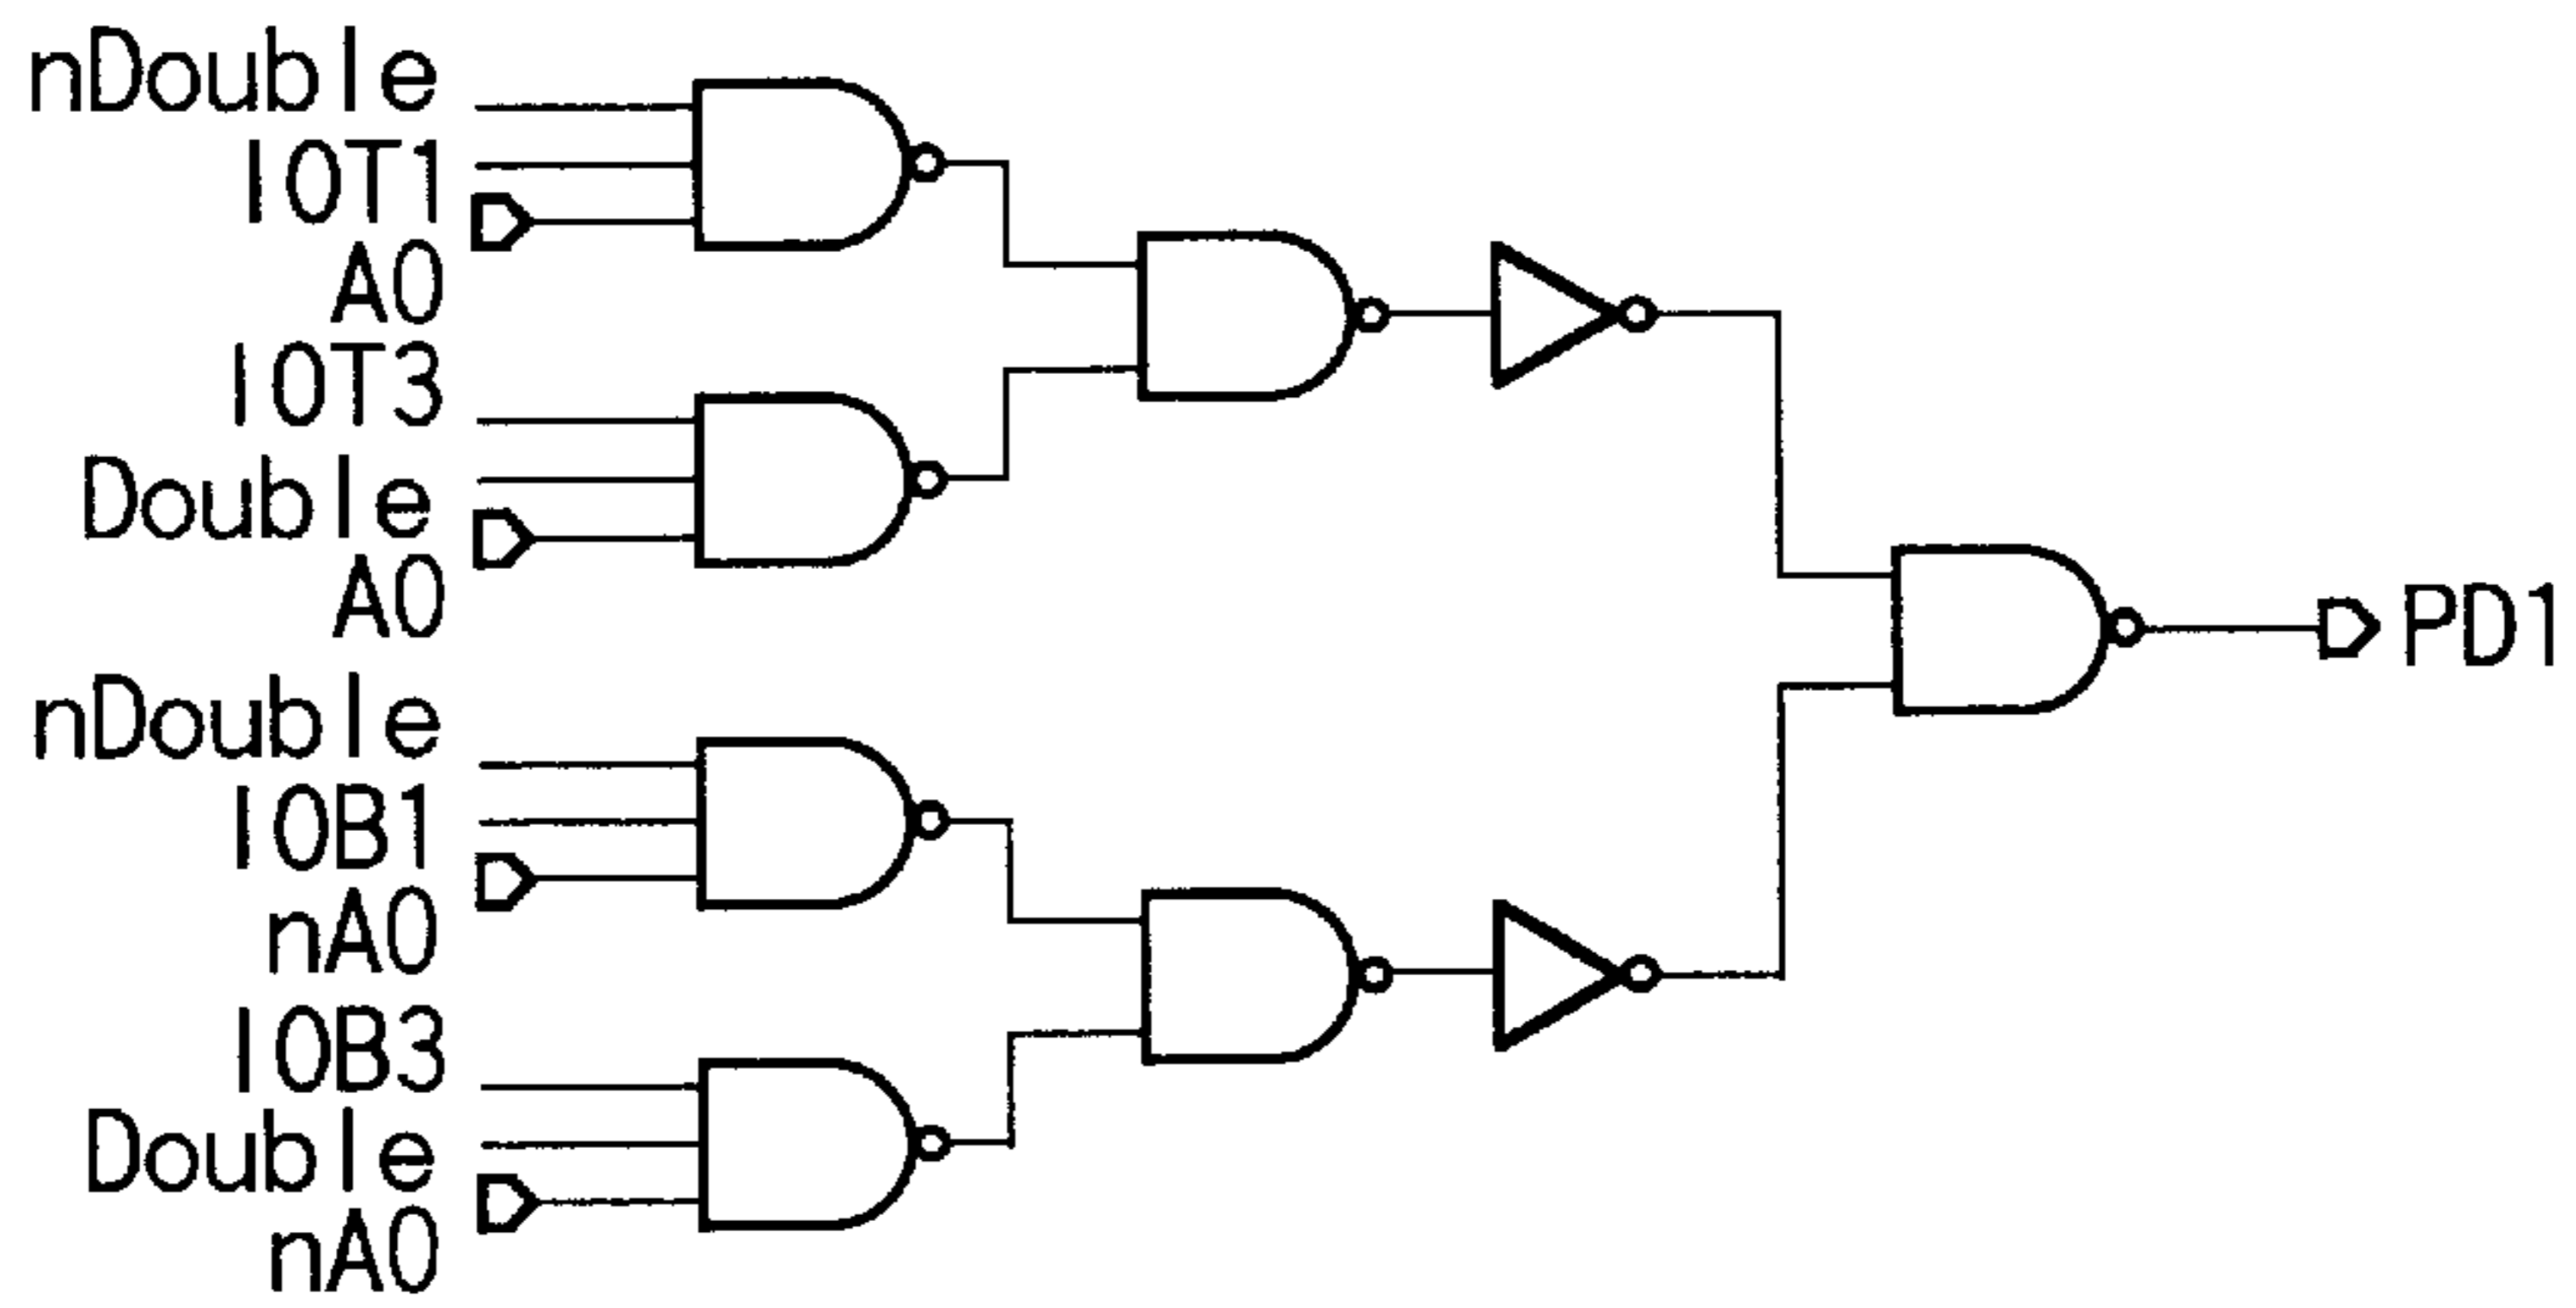 nDouble
IOT1
A0
IOT3
Double
A0
PD1
nDouble
IOB1
nA0
IOB3
Double
nA0